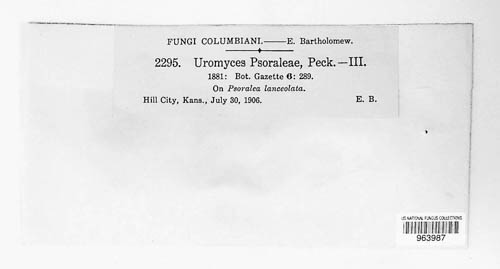 FUNGI COLUMBIANI.——E. Bartholomew.
2295. Uromyces Psoraleae, Peck.—III.
1881: Bot. Gazette 6: 289.
On Psoralea lanceolata.
Hill City, Kans., July 30, 1906. E. B.
US NATIONAL FUNGUS COLLECTIONS
963987